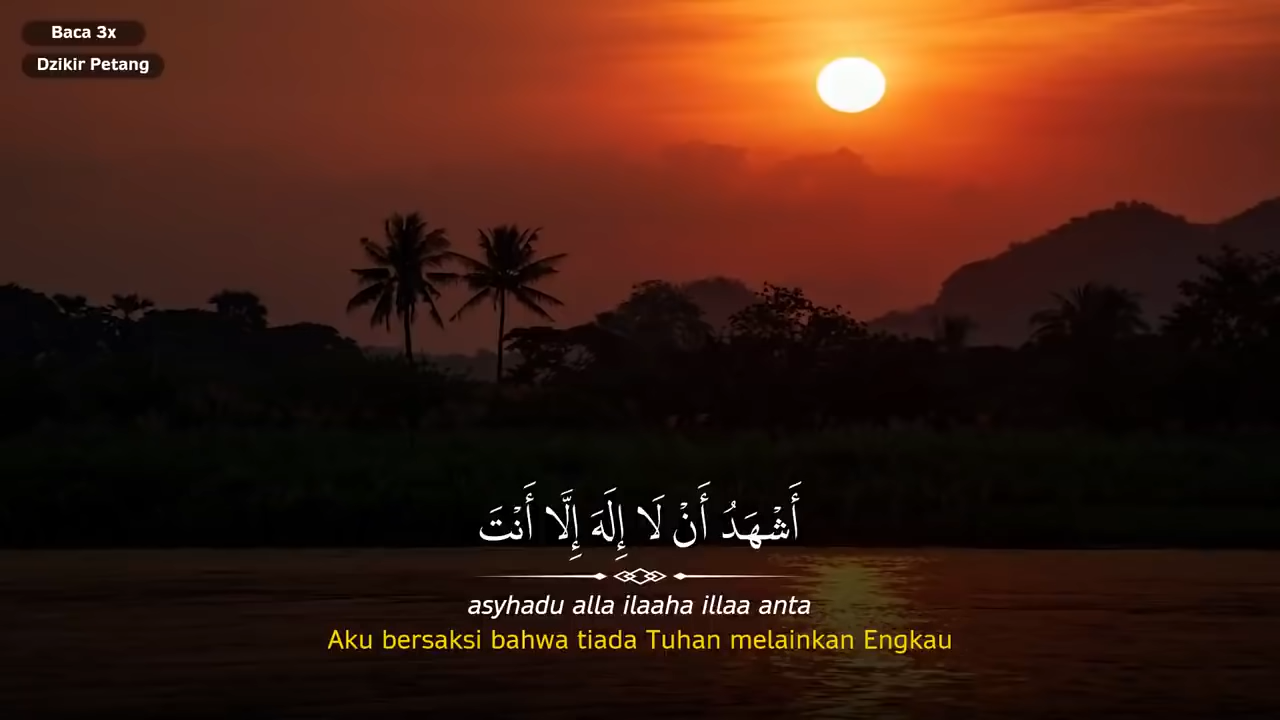 Baca 3x
Dzikir Petang
أَشْهَدُ أَنْ لَا إِلَهَ إِلَّا أَنْتَ
asyhadu alla ilaaha illaa anta
Aku bersaksi bahwa tiada Tuhan melainkan Engkau